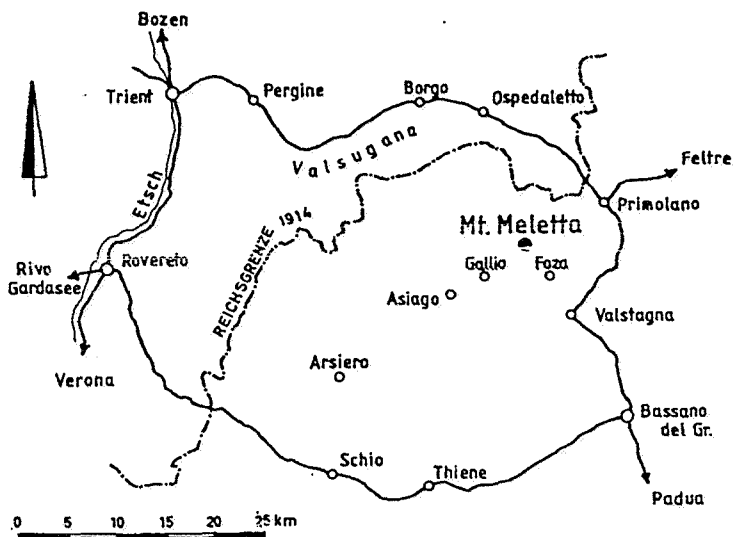 Bozen
Trient
Pergine
Borgo
Ospedaletto
Valsugana
Feltre
Primolano
Etsch
REICHSGRENZE 1914
Mt. Meletta
Rivo
Gardasee
Rovereto
Gallio
Foza
Asiago
Valstagna
Arsiero
Verona
Bassano
del Gr.
Schio
Thiene
Padua
0 5 10 15 20 25 km